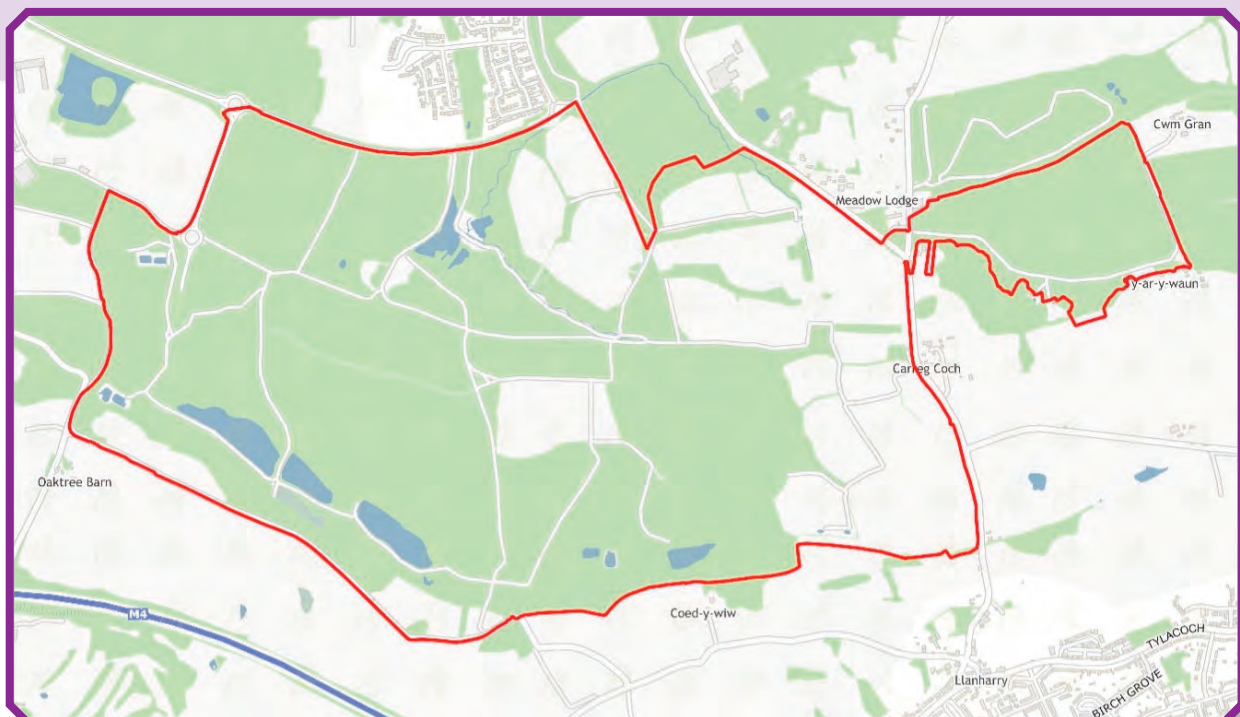 Cwm Gran
Meadow Lodge
y-ar-y-waun
Carreg Coch
Oaktree Barn
M4
Coed-y-wiw
TYLACOCH
Llanharry
BIRCH GROVE